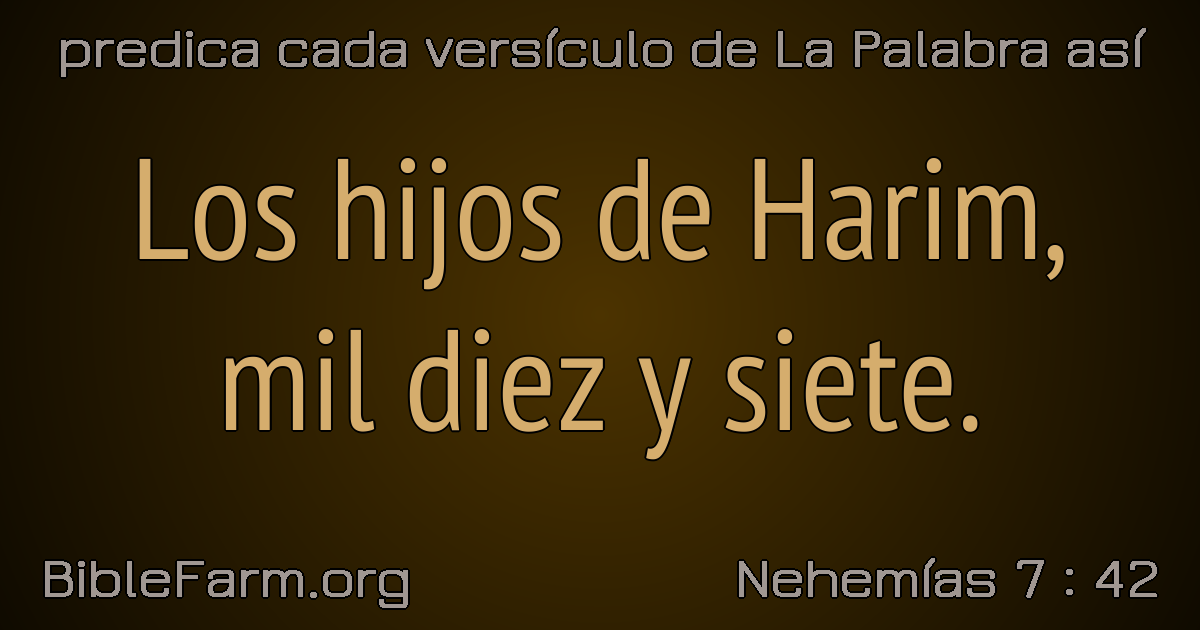 predica cada versículo de La Palabra así
Los hijos de Harim,
mil diez y siete.
BibleFarm.org
Nehemías 7 : 42